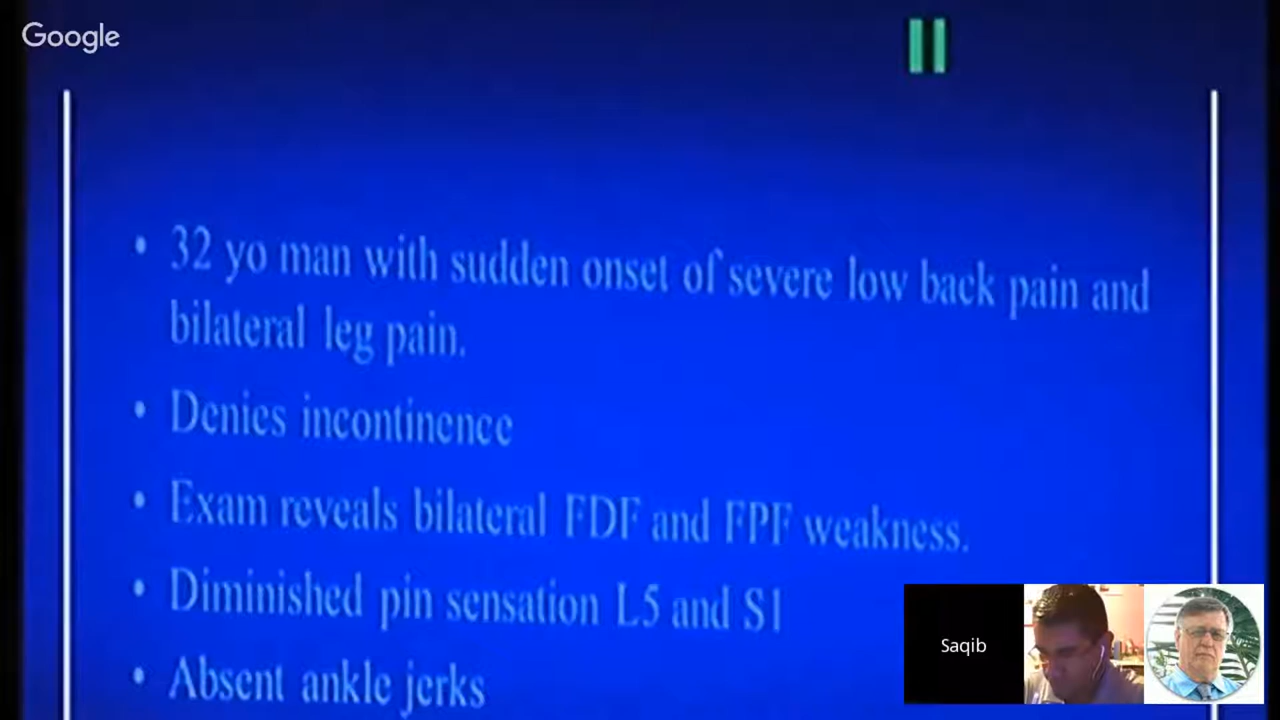 Google
• 32 yo man with sudden onset of severe low back pain and
bilateral leg pain.
• Denies incontinence
• Exam reveals bilateral FDF and FPF weakness.
• Diminished pin sensation L5 and S1
• Absent ankle jerks
Saqib